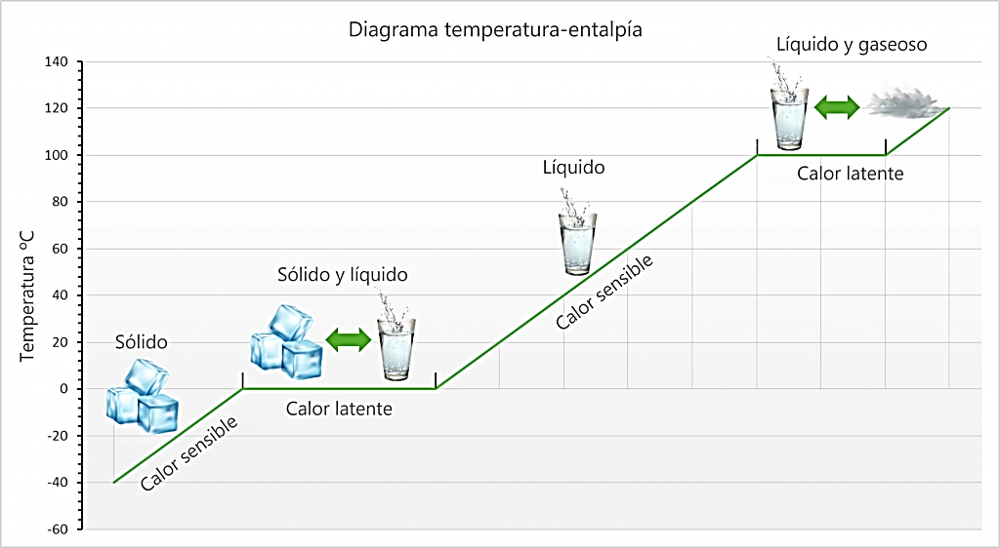 Diagrama temperatura-entalpía
Líquido y gaseoso
140
120
100
80
60
40
20
0
-20
-40
-60
Temperatura ºC
Calor latente
Líquido
Calor sensible
Sólido y líquido
Calor latente
Sólido
Calor sensible